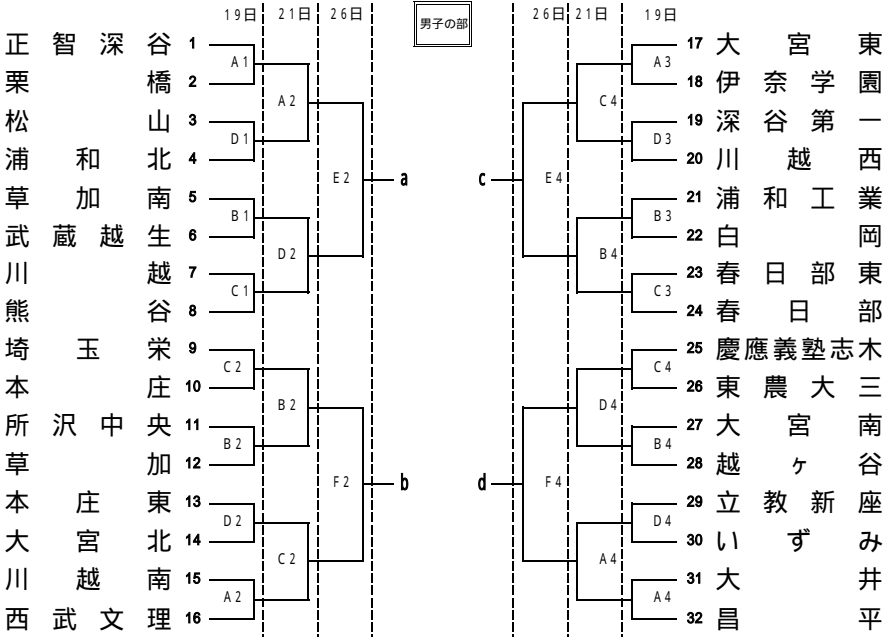 19日 21日 26日 男子の部 26日 21日 19日
正智深谷 1
A1
栗橋 2
A2
松山 3
D1
浦和北 4
E2 a
草加南 5
B1
武蔵越生 6
D2
川越 7
C1
熊谷 8
埼玉栄 9
C2
本庄 10
B2
所沢中央 11
B2
草加 12
F2 b
本庄東 13
D2
大宮北 14
C2
川越南 15
A2
西武文理 16
17 大宮東
A3
18 伊奈学園
C4
19 深谷第一
D3
20 川越西
c E4
21 浦和工業
B3
22 白岡
B4
23 春日部東
C3
24 春日部
25 慶應義塾志木
C4
26 東農大三
D4
27 大宮南
B4
28 越ヶ谷
d F4
29 立教新座
D4
30 いずみ
A4
31 大井
A4
32 昌平